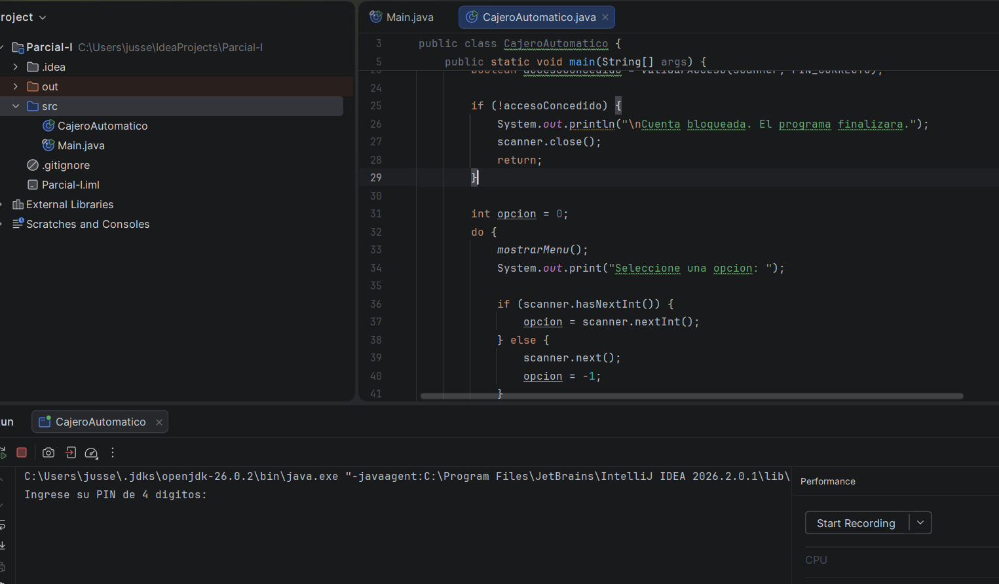 roject
Parcial-I C:\Users\jusse\IdeaProjects\Parcial-I
.idea
out
src
CajeroAutomatico
Main.java
.gitignore
Parcial-I.iml
External Libraries
Scratches and Consoles
Main.java
CajeroAutomatico.java
3 public class CajeroAutomatico {
5 public static void main(String[] args) {
boolean accesoConcedido = validarAcceso(scanner, PIN_CORRECTO);
24
25 if (!accesoConcedido) {
26 System.out.println("\nCuenta bloqueada. El programa finalizara.");
27 scanner.close();
28 return;
29 }
30
31 int opcion = 0;
32 do {
33 mostrarMenu();
34 System.out.print("Seleccione una opcion: ");
35
36 if (scanner.hasNextInt()) {
37 opcion = scanner.nextInt();
38 } else {
39 scanner.next();
40 opcion = -1;
41 }
un
CajeroAutomatico
C:\Users\jusse\.jdks\openjdk-26.0.2\bin\java.exe "-javaagent:C:\Program Files\JetBrains\IntelliJ IDEA 2026.2.0.1\lib\
Ingrese su PIN de 4 digitos:
Performance
Start Recording
CPU